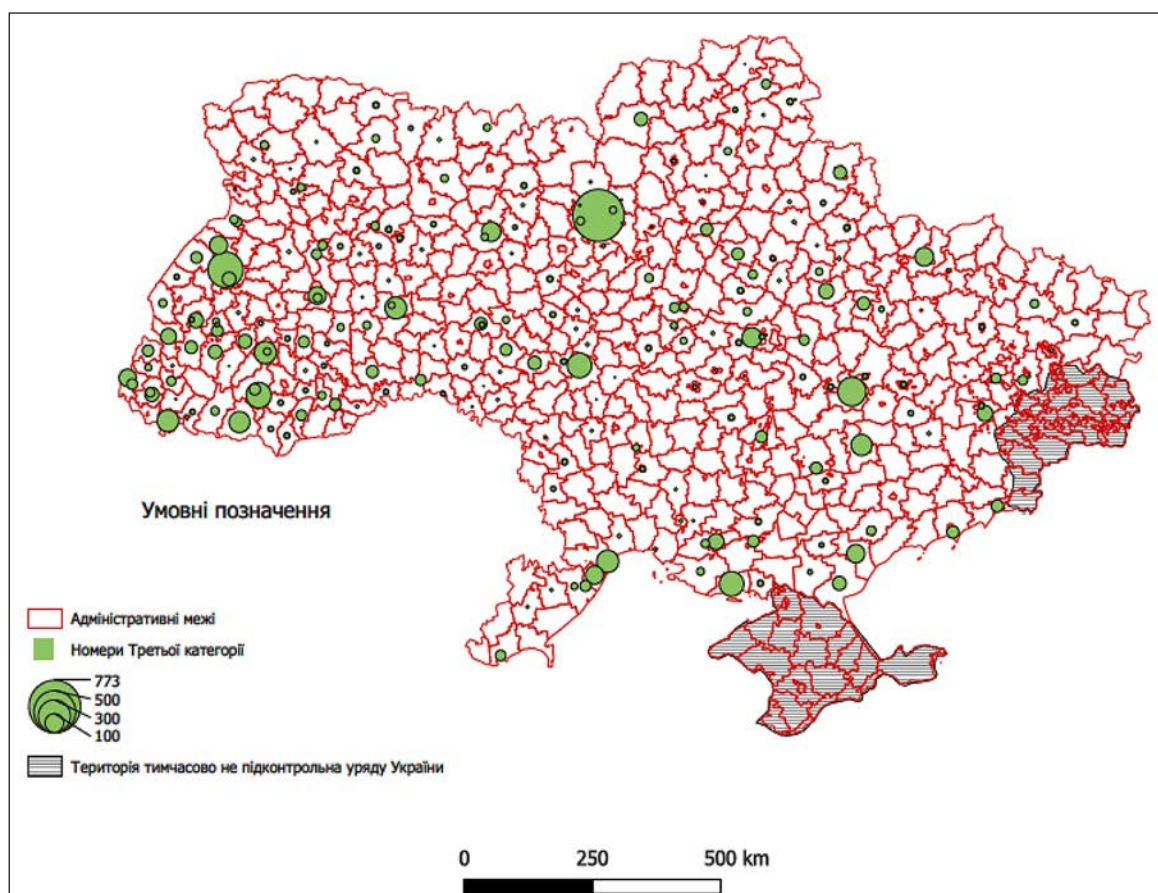 Умовні позначення
Адміністративні межі
Номери Третьої категорії
773
500
300
100
Територія тимчасово не підконтрольна уряду України
0 250 500 km